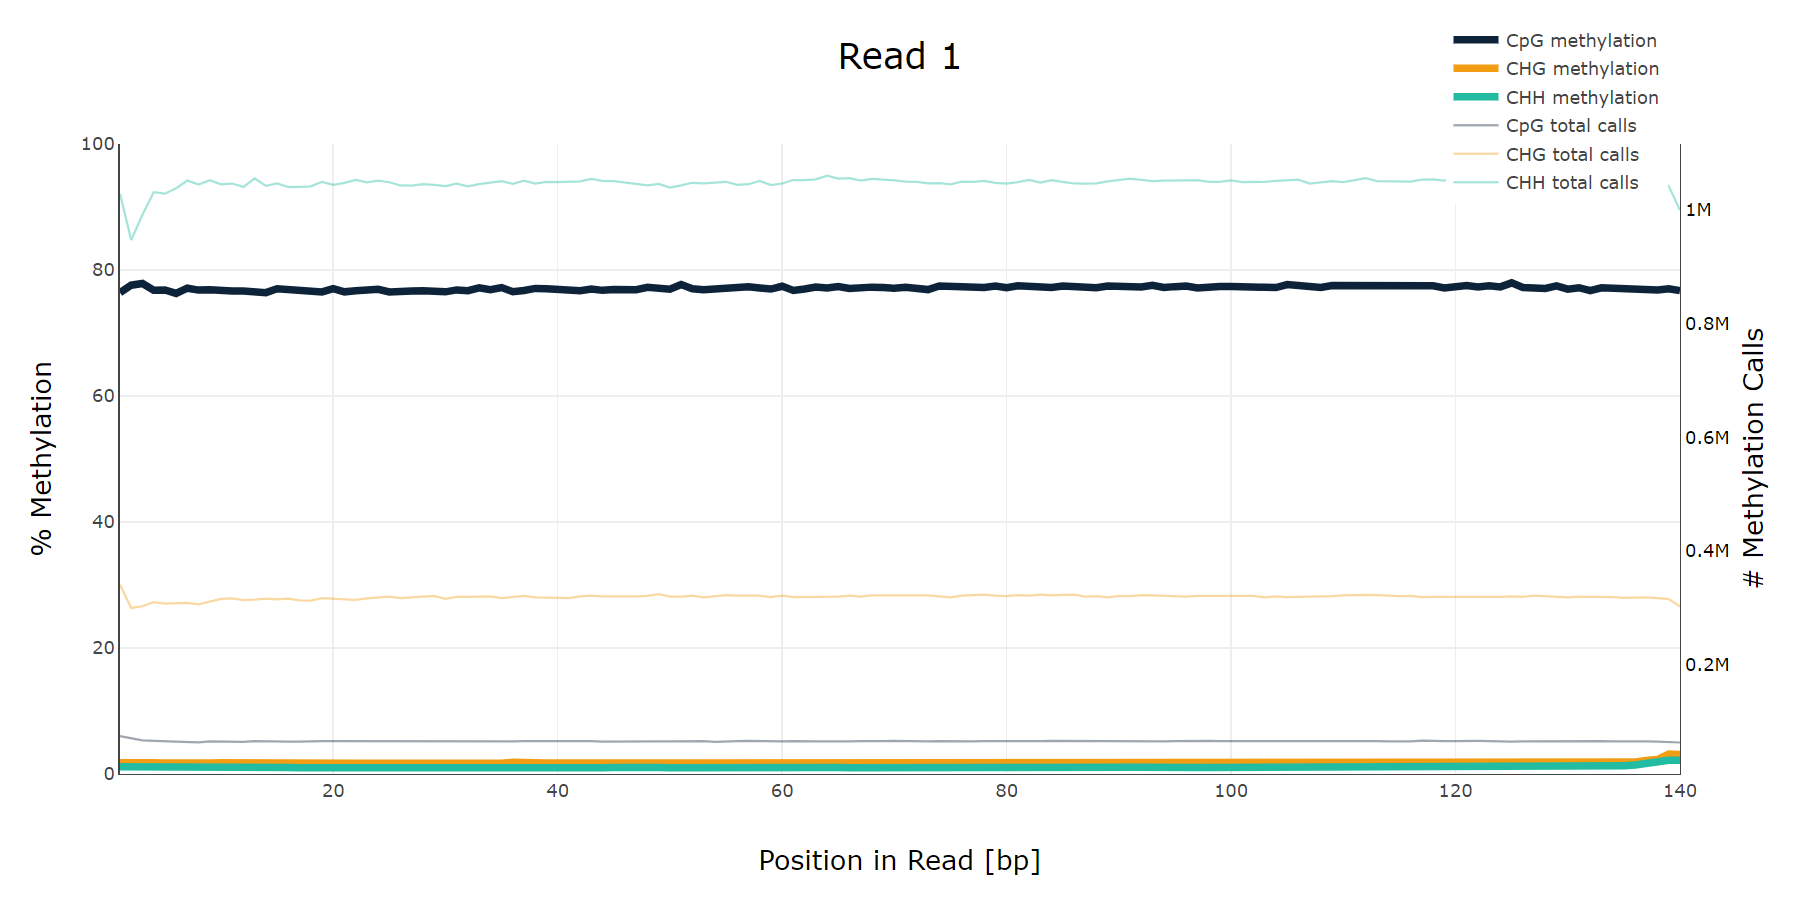 Read 1
CpG methylation
CHG methylation
CHH methylation
CpG total calls
CHG total calls
CHH total calls
100
80
60
40
20
0
% Methylation
1M
0.8M
0.6M
0.4M
0.2M
# Methylation Calls
20 40 60 80 100 120 140
Position in Read [bp]